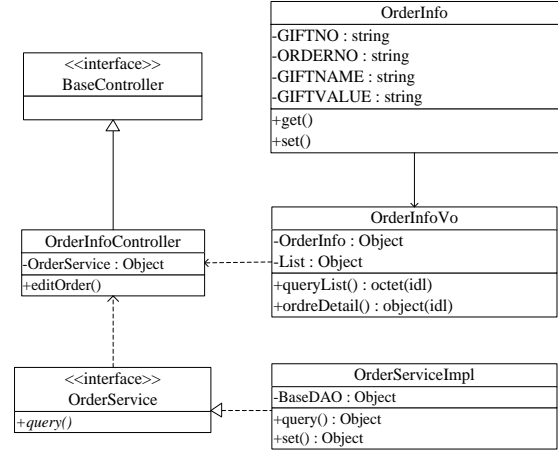 OrderInfo
-GIFTNO : string
-ORDERNO : string
-GIFTNAME : string
-GIFTVALUE : string
+get()
+set()
<<interface>>
BaseController
OrderInfoController
-OrderService : Object
+editOrder()
OrderInfoVo
-OrderInfo : Object
-List : Object
+queryList() : octet(idl)
+ordreDetail() : object(idl)
<<interface>>
OrderService
+query()
OrderServiceImpl
-BaseDAO : Object
+query() : Object
+set() : Object